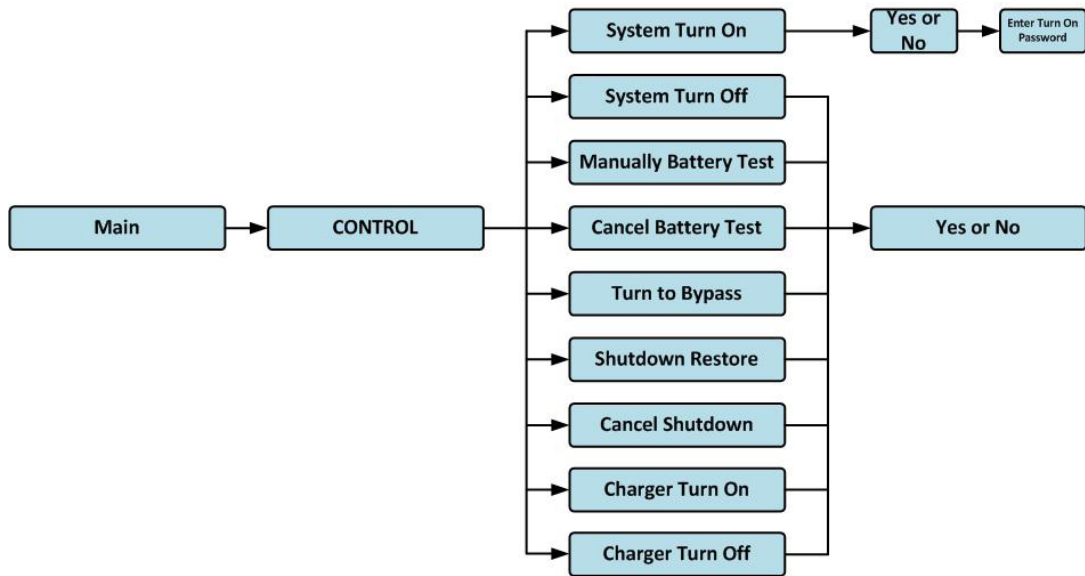 System Turn On
Yes or
No
Enter Turn On
Password
System Turn Off
Manually Battery Test
Main
CONTROL
Cancel Battery Test
Yes or No
Turn to Bypass
Shutdown Restore
Cancel Shutdown
Charger Turn On
Charger Turn Off